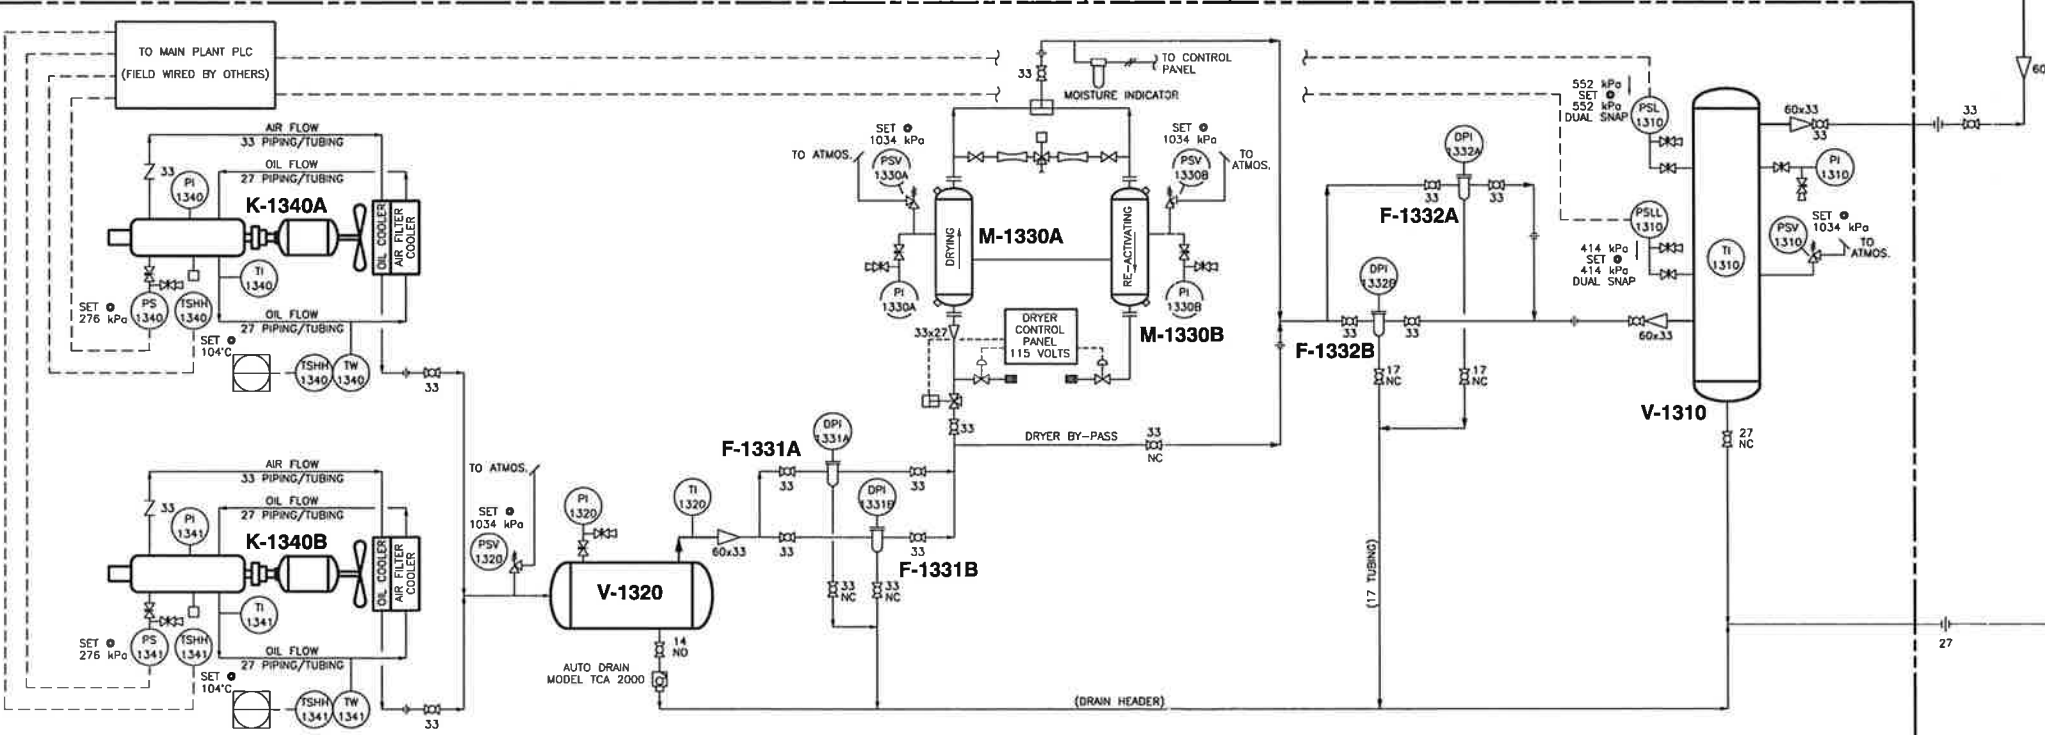 TO MAIN PLANT PLC
(FIELD WIRED BY OTHERS)
AIR FLOW
33 PIPING/TUBING
OIL FLOW
27 PIPING/TUBING
33
PI
1340
K-1340A
OIL COOLER
AIR FILTER
COOLER
TI
1340
SET @
276 kPa
PS
1340
TSHH
1340
OIL FLOW
27 PIPING/TUBING
SET @
104°C
TSHH
1340
TW
1340
33
AIR FLOW
33 PIPING/TUBING
OIL FLOW
27 PIPING/TUBING
33
PI
1341
K-1340B
OIL COOLER
AIR FILTER
COOLER
TI
1341
SET @
276 kPa
PS
1341
TSHH
1341
OIL FLOW
27 PIPING/TUBING
SET @
104°C
TSHH
1341
TW
1341
33
TO ATMOS.
SET @
1034 kPa
PSV
1320
PI
1320
V-1320
14
NO
AUTO DRAIN
MODEL TCA 2000
TI
1320
60x33
F-1331A
DPI
1331A
33
33
DPI
1331B
33
33
F-1331B
33
NC
33
NC
33
TO CONTROL
PANEL
MOISTURE INDICATOR
SET @
1034 kPa
TO ATMOS.
PSV
1330A
SET @
1034 kPa
PSV
1330B
TO
ATMOS.
DRYING
M-1330A
RE-ACTIVATING
PI
1330A
PI
1330B
M-1330B
33x27
DRYER
CONTROL
PANEL
115 VOLTS
33
DRYER BY-PASS
33
NC
DPI
1332A
33
33
F-1332A
DPI
1332B
33
33
F-1332B
17
NC
17
NC
(17 TUBING)
(DRAIN HEADER)
552 kPa
SET @
552 kPa
DUAL SNAP
PSL
1310
PSLL
1310
414 kPa
SET @
414 kPa
DUAL SNAP
60x33
33
33
PI
1310
SET @
1034 kPa
PSV
1310
TO
ATMOS.
TI
1310
60x33
V-1310
27
NC
27
60